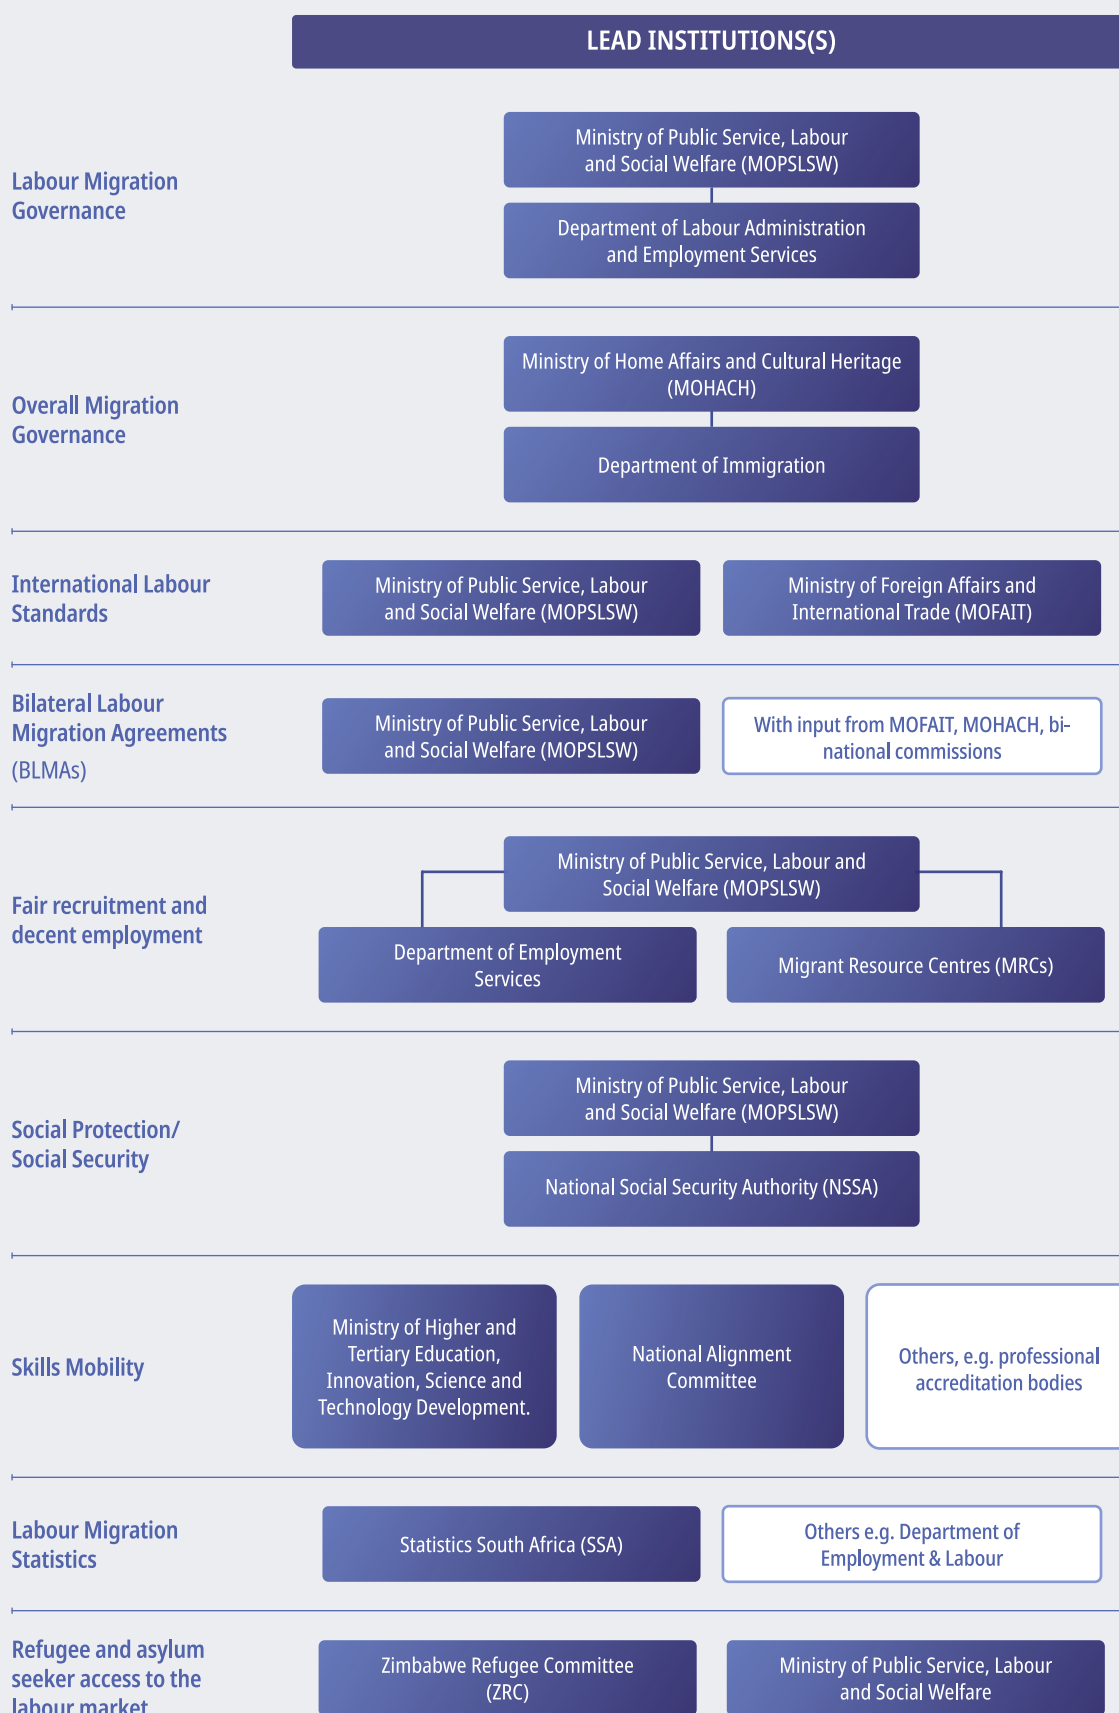 LEAD INSTITUTIONS(S)
Labour Migration
Governance
Ministry of Public Service, Labour
and Social Welfare (MOPSLSW)
Department of Labour Administration
and Employment Services
Overall Migration
Governance
Ministry of Home Affairs and Cultural Heritage
(MOHACH)
Department of Immigration
International Labour
Standards
Ministry of Public Service, Labour
and Social Welfare (MOPSLSW)
Ministry of Foreign Affairs and
International Trade (MOFAIT)
Bilateral Labour
Migration Agreements
(BLMAs)
Ministry of Public Service, Labour
and Social Welfare (MOPSLSW)
With input from MOFAIT, MOHACH, bi-
national commissions
Fair recruitment and
decent employment
Ministry of Public Service, Labour and
Social Welfare (MOPSLSW)
Department of Employment
Services
Migrant Resource Centres (MRCs)
Social Protection/
Social Security
Ministry of Public Service, Labour
and Social Welfare (MOPSLSW)
National Social Security Authority (NSSA)
Skills Mobility
Ministry of Higher and
Tertiary Education,
Innovation, Science and
Technology Development.
National Alignment
Committee
Others, e.g. professional
accreditation bodies
Labour Migration
Statistics
Statistics South Africa (SSA)
Others e.g. Department of
Employment & Labour
Refugee and asylum
seeker access to the
labour market
Zimbabwe Refugee Committee
(ZRC)
Ministry of Public Service, Labour
and Social Welfare